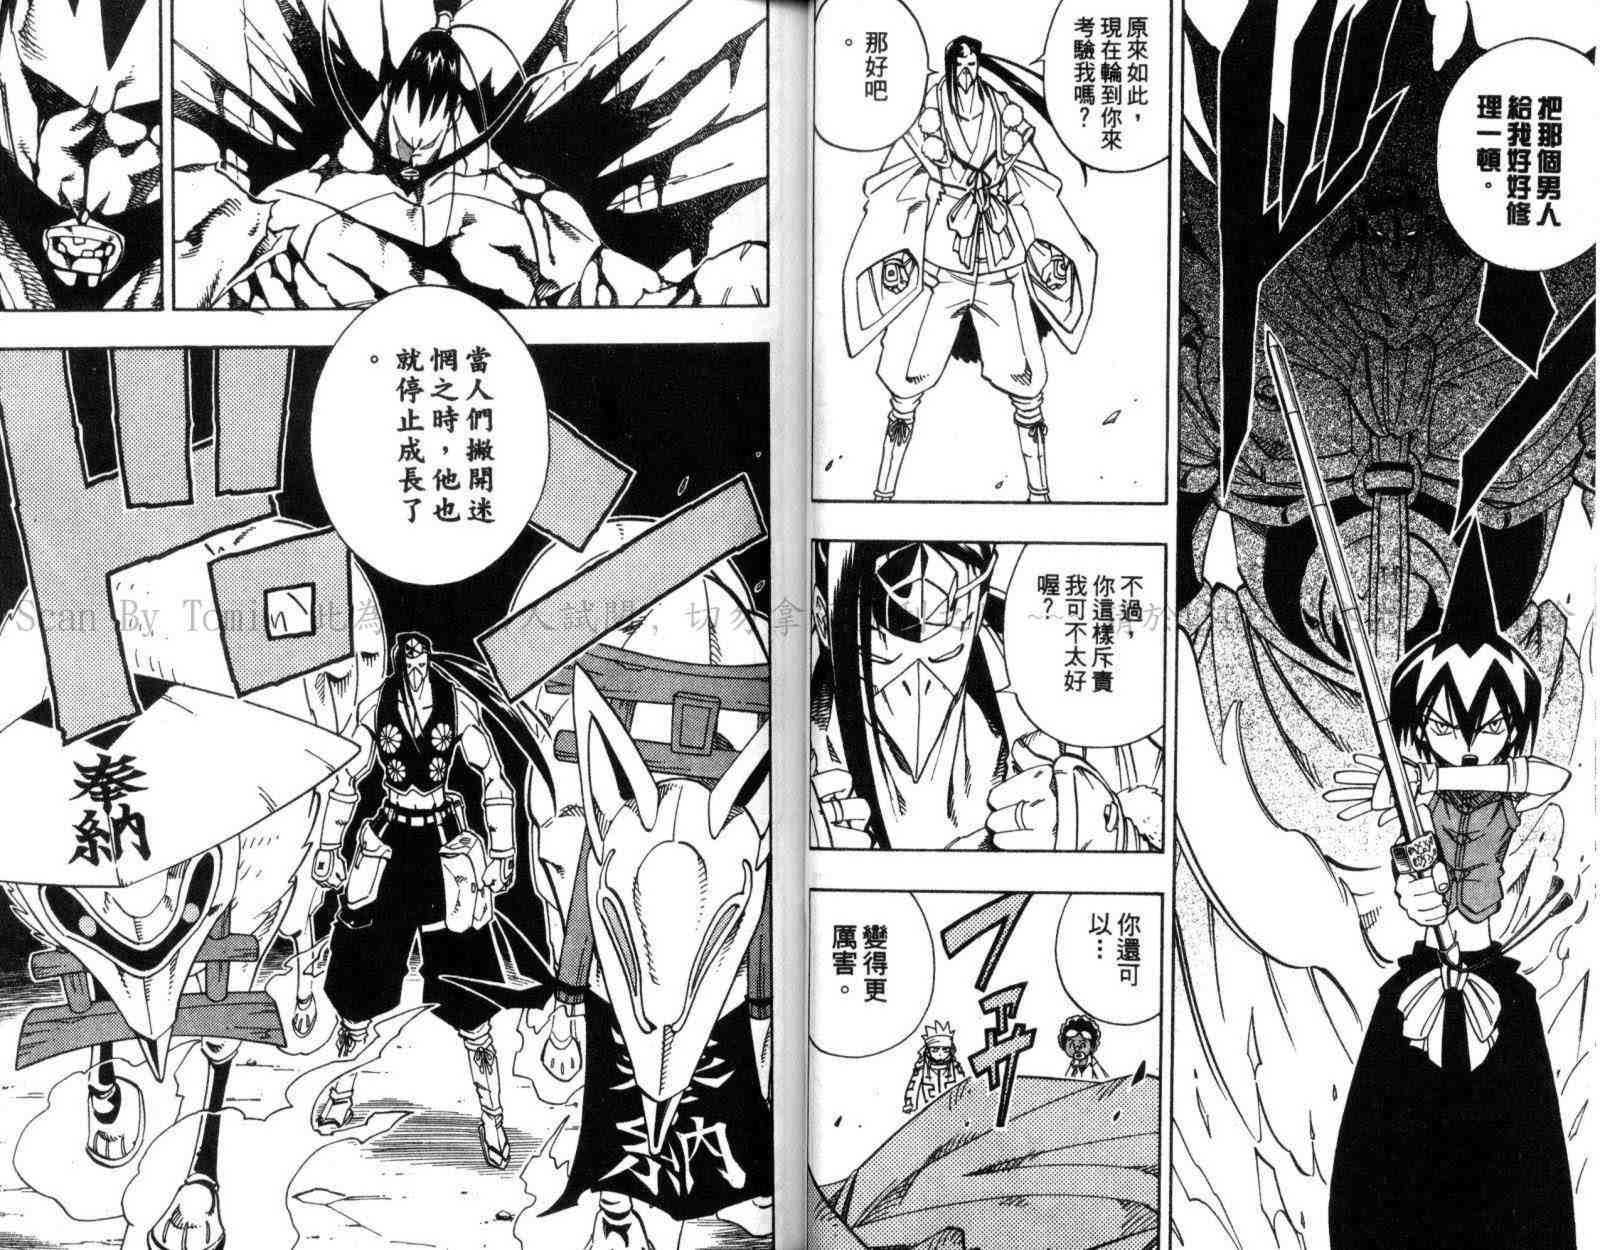 把那個男人
給我好好修
理一頓。
原來如此，
現在輪到你來
考驗我嗎？
那好吧
。
不過，
你這樣斥責
我可不太好
喔？
你還可
以…
變得更
厲害。
當人們撇開迷
惘之時，他也
就停止成長了
。
奉納
納